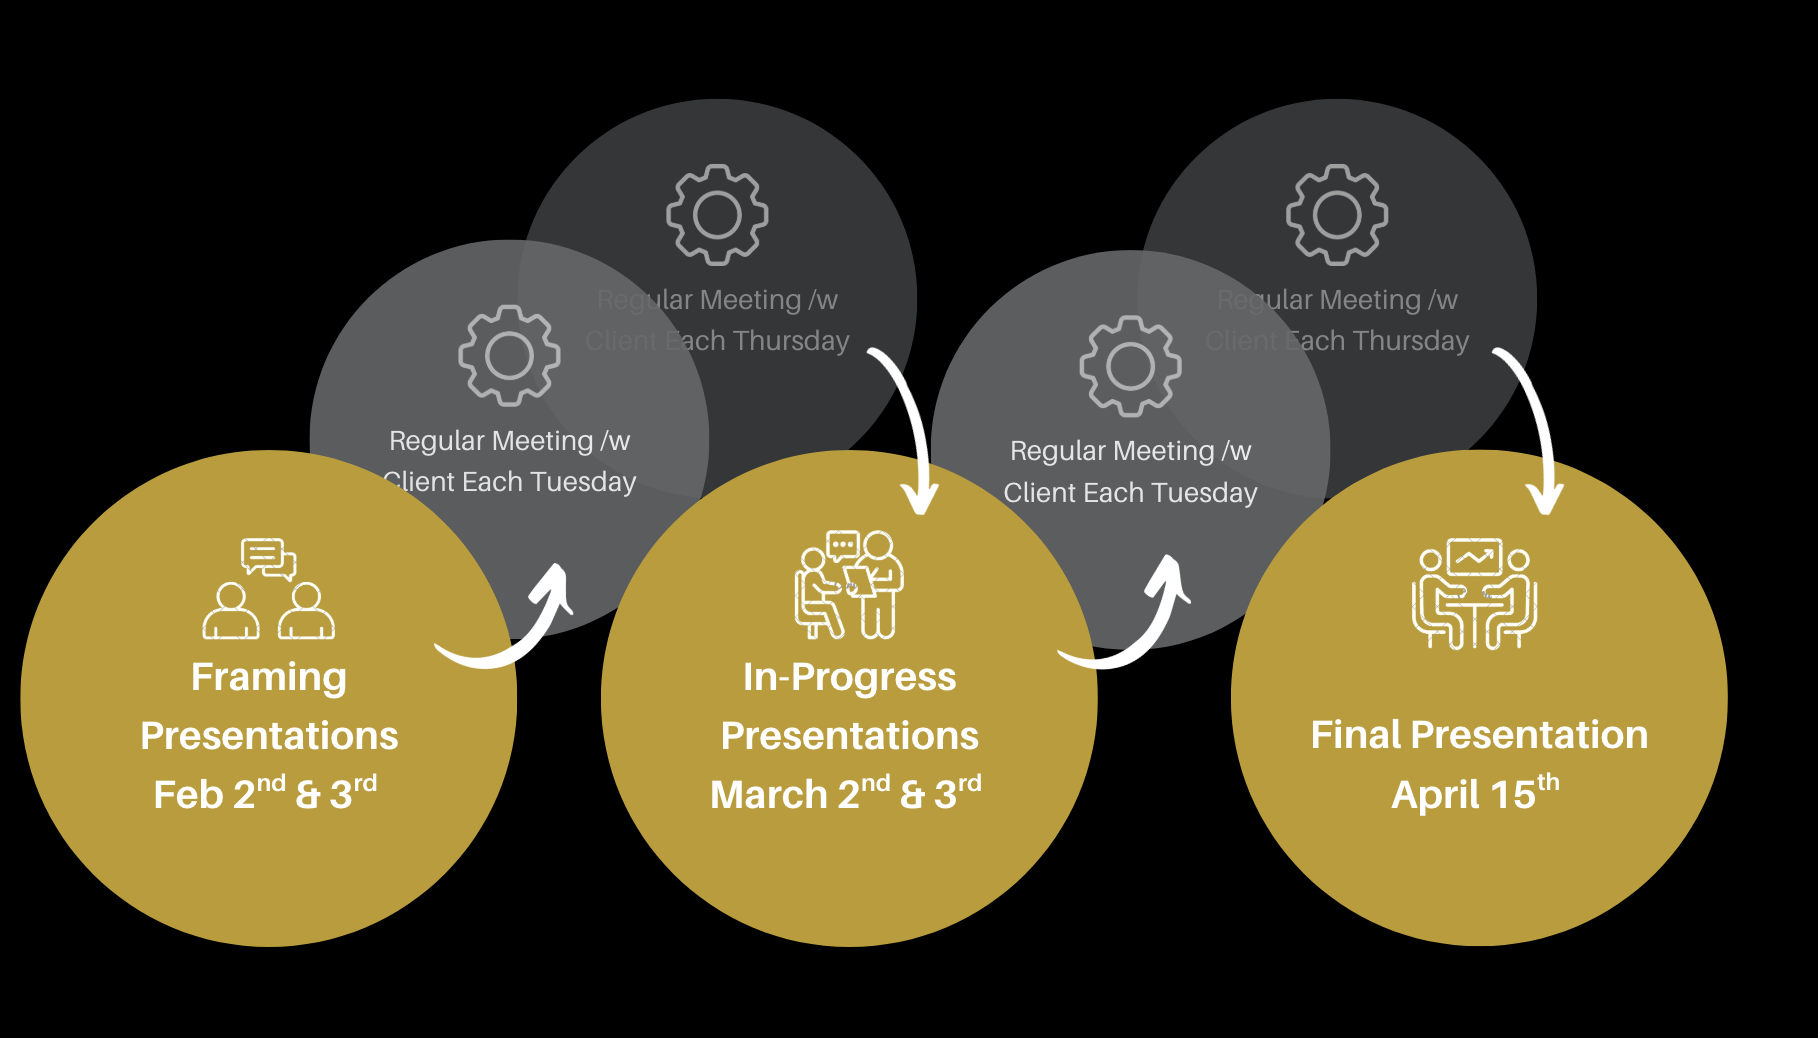 Regular Meeting /w
Client Each Thursday
Regular Meeting /w
Client Each Thursday
Regular Meeting /w
Client Each Tuesday
Regular Meeting /w
Client Each Tuesday
Framing
Presentations
Feb 2nd & 3rd
In-Progress
Presentations
March 2nd & 3rd
Final Presentation
April 15th